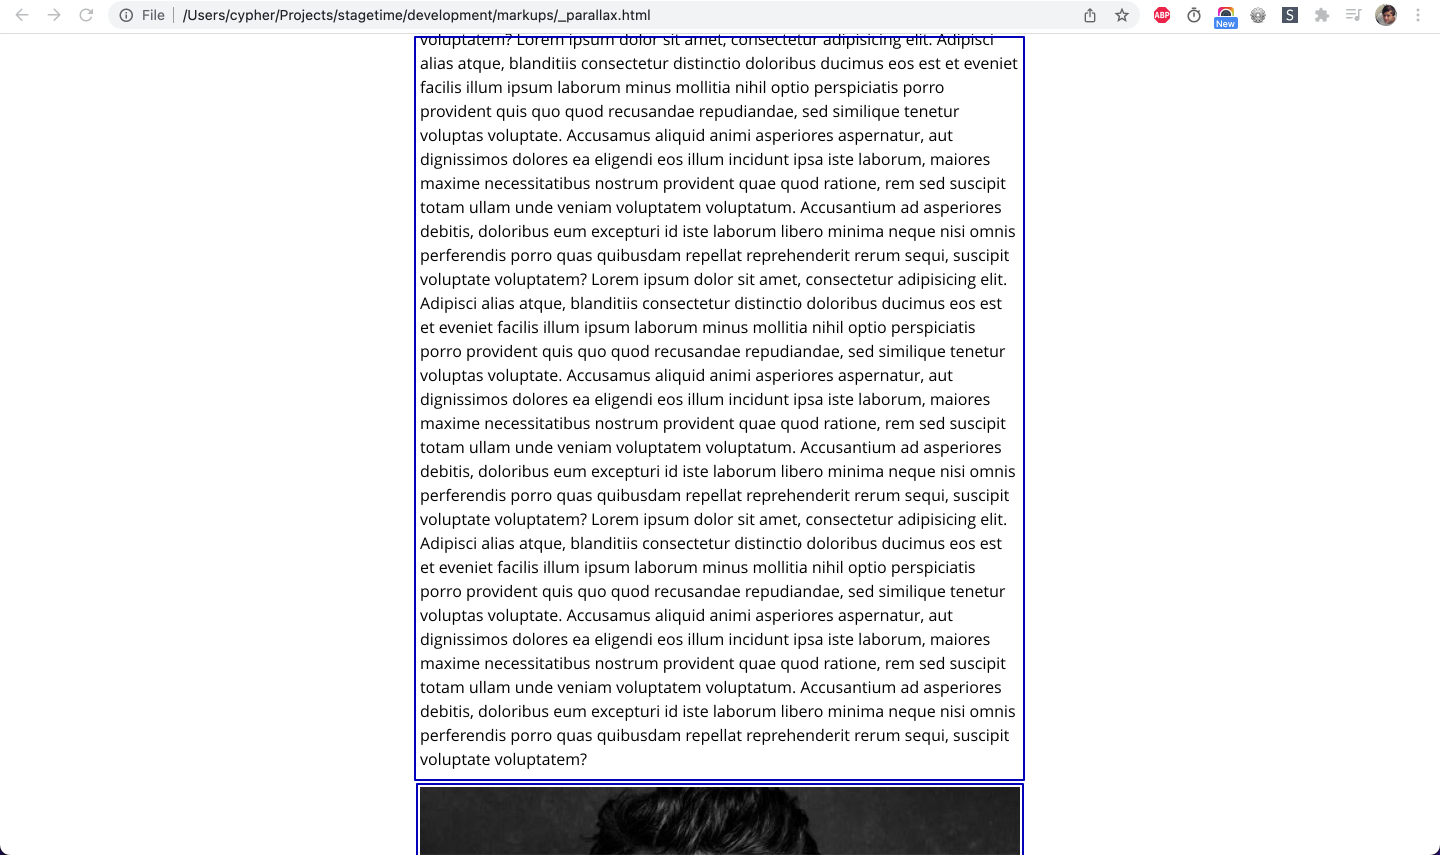 File
/Users/cypher/Projects/stagetime/development/markups/_parallax.html
ABP
New
S
voluptatem? Lorem ipsum dolor sit amet, consectetur adipisicing elit. Adipisci
alias atque, blanditiis consectetur distinctio doloribus ducimus eos est et eveniet
facilis illum ipsum laborum minus mollitia nihil optio perspiciatis porro
provident quis quo quod recusandae repudiandae, sed similique tenetur
voluptas voluptate. Accusamus aliquid animi asperiores aspernatur, aut
dignissimos dolores ea eligendi eos illum incidunt ipsa iste laborum, maiores
maxime necessitatibus nostrum provident quae quod ratione, rem sed suscipit
totam ullam unde veniam voluptatem voluptatum. Accusantium ad asperiores
debitis, doloribus eum excepturi id iste laborum libero minima neque nisi omnis
perferendis porro quas quibusdam repellat reprehenderit rerum sequi, suscipit
voluptate voluptatem? Lorem ipsum dolor sit amet, consectetur adipisicing elit.
Adipisci alias atque, blanditiis consectetur distinctio doloribus ducimus eos est
et eveniet facilis illum ipsum laborum minus mollitia nihil optio perspiciatis
porro provident quis quo quod recusandae repudiandae, sed similique tenetur
voluptas voluptate. Accusamus aliquid animi asperiores aspernatur, aut
dignissimos dolores ea eligendi eos illum incidunt ipsa iste laborum, maiores
maxime necessitatibus nostrum provident quae quod ratione, rem sed suscipit
totam ullam unde veniam voluptatem voluptatum. Accusantium ad asperiores
debitis, doloribus eum excepturi id iste laborum libero minima neque nisi omnis
perferendis porro quas quibusdam repellat reprehenderit rerum sequi, suscipit
voluptate voluptatem? Lorem ipsum dolor sit amet, consectetur adipisicing elit.
Adipisci alias atque, blanditiis consectetur distinctio doloribus ducimus eos est
et eveniet facilis illum ipsum laborum minus mollitia nihil optio perspiciatis
porro provident quis quo quod recusandae repudiandae, sed similique tenetur
voluptas voluptate. Accusamus aliquid animi asperiores aspernatur, aut
dignissimos dolores ea eligendi eos illum incidunt ipsa iste laborum, maiores
maxime necessitatibus nostrum provident quae quod ratione, rem sed suscipit
totam ullam unde veniam voluptatem voluptatum. Accusantium ad asperiores
debitis, doloribus eum excepturi id iste laborum libero minima neque nisi omnis
perferendis porro quas quibusdam repellat reprehenderit rerum sequi, suscipit
voluptate voluptatem?